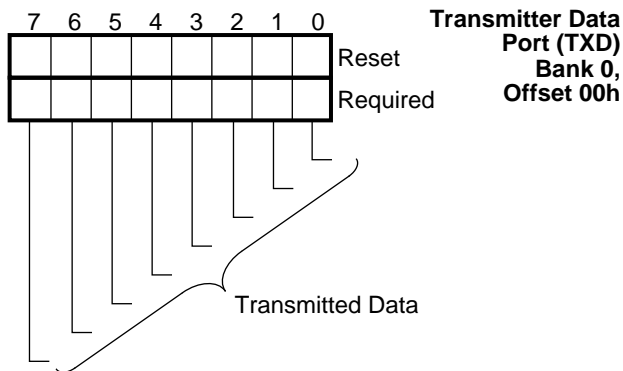 7 6 5 4 3 2 1 0
Reset
Required
Transmitter Data
Port (TXD)
Bank 0,
Offset 00h
Transmitted Data